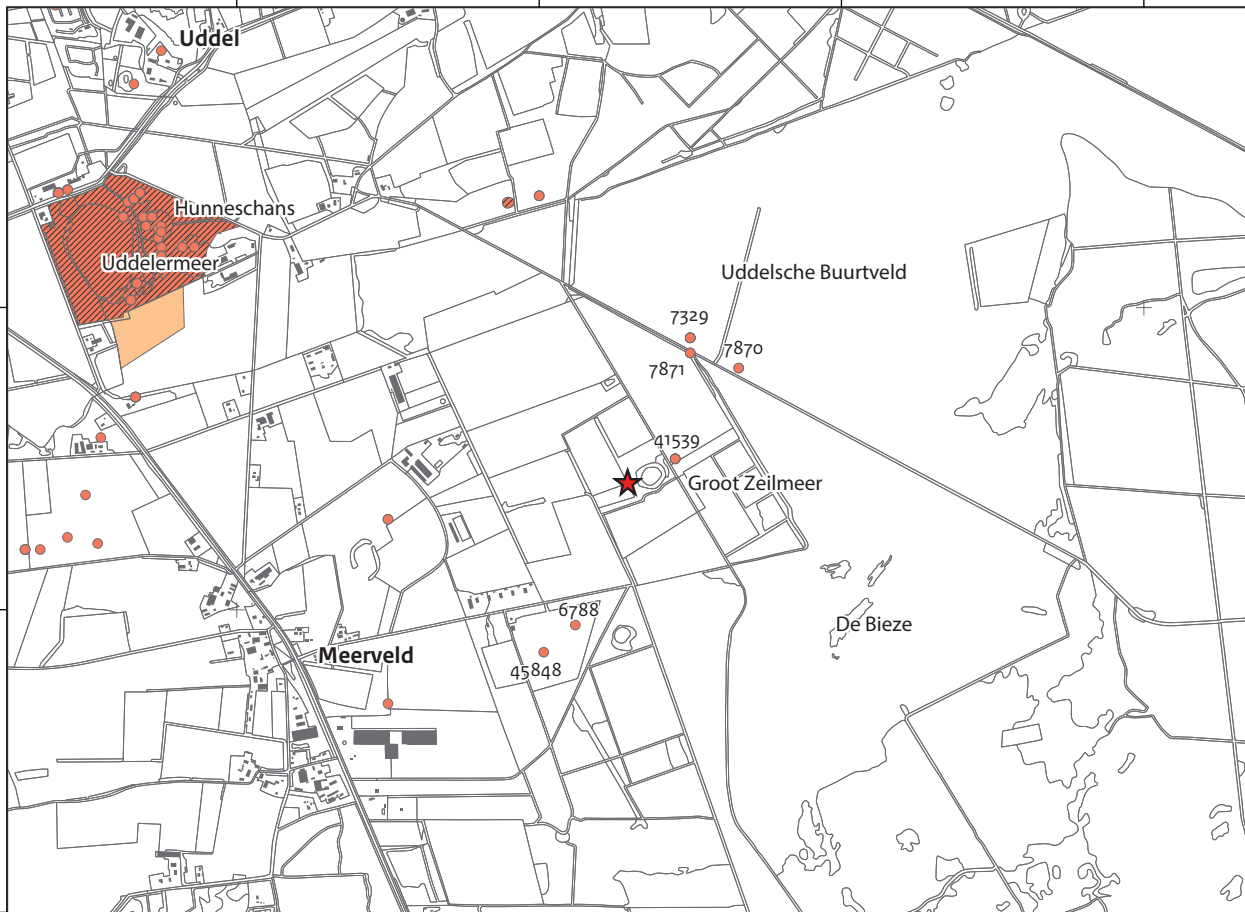 Uddel
Hunneschans
Uddelermeer
Uddelsche Buurtveld
7329
7870
7871
41539
Groot Zeilmeer
6788
De Bieze
Meerveld
45848